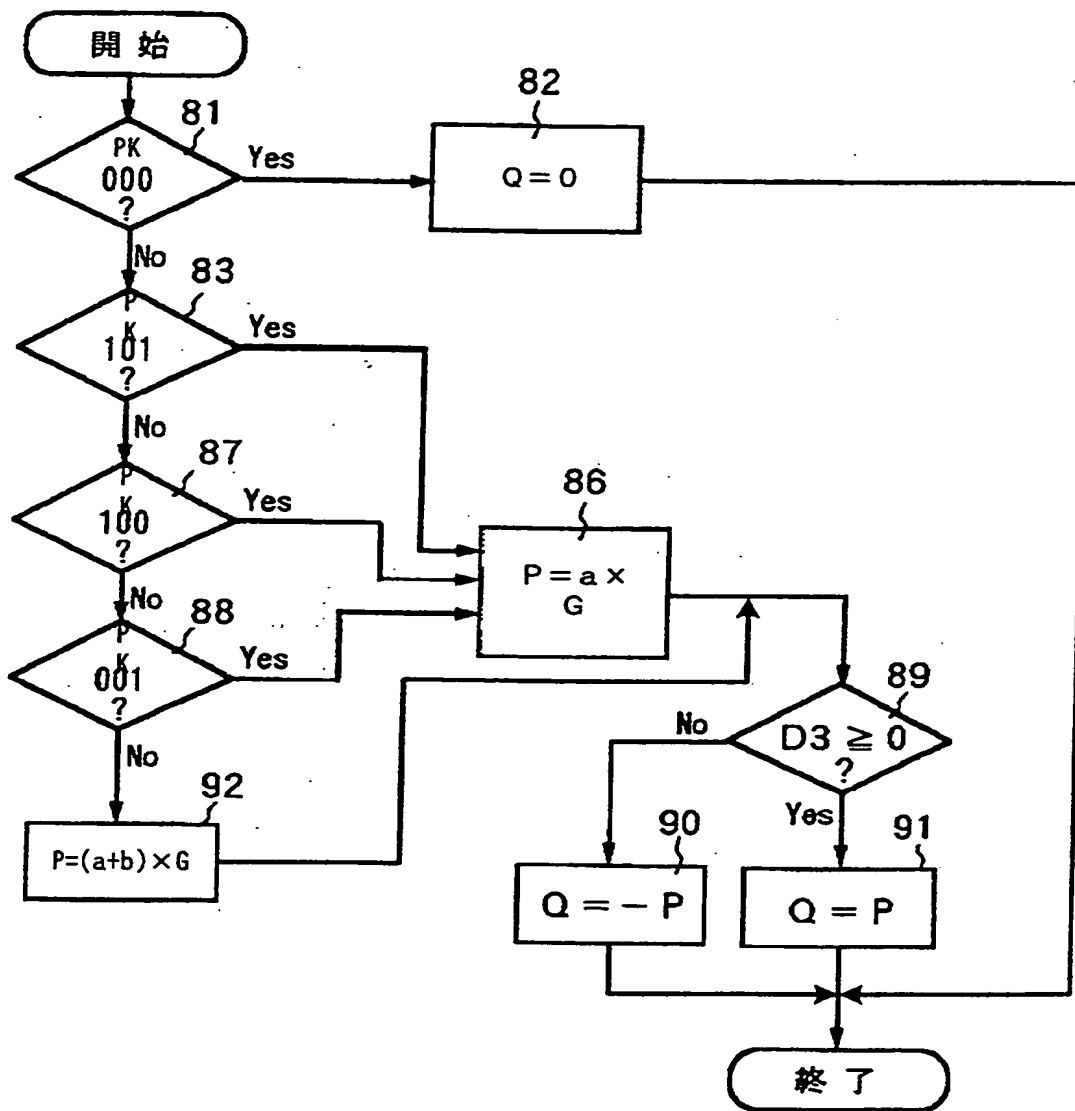 開始
81
PK
000
?
Yes
82
Q=0
No
83
P
K
101
?
Yes
No
87
P
K
100
?
Yes
86
P=a×
G
No
88
P
K
001
?
Yes
89
D3≧0
?
No
Yes
No
92
P=(a+b)×G
90
Q=-P
91
Q=P
終了